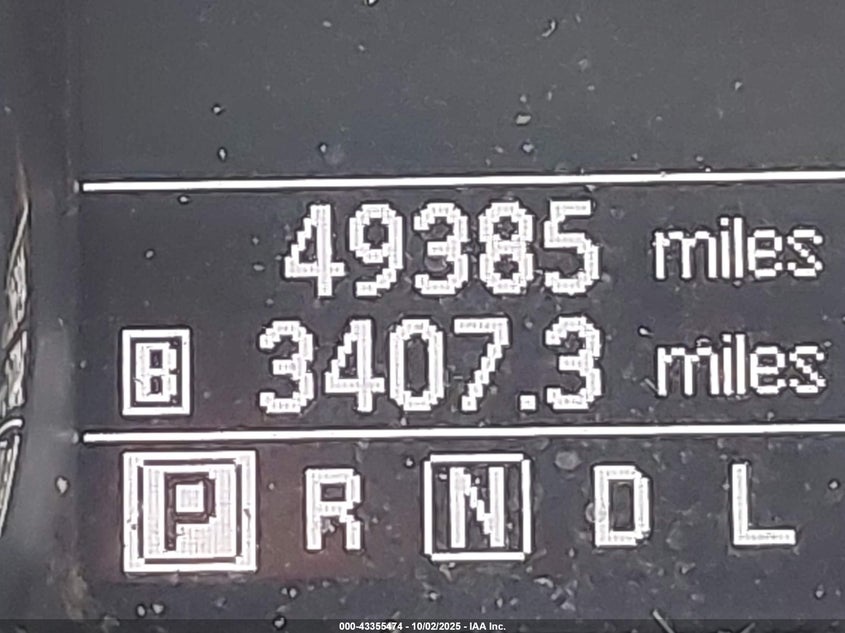 49385 miles
B 3407.3 miles
P R N D L
000-43355474 - 10/02/2025 - IAA Inc.